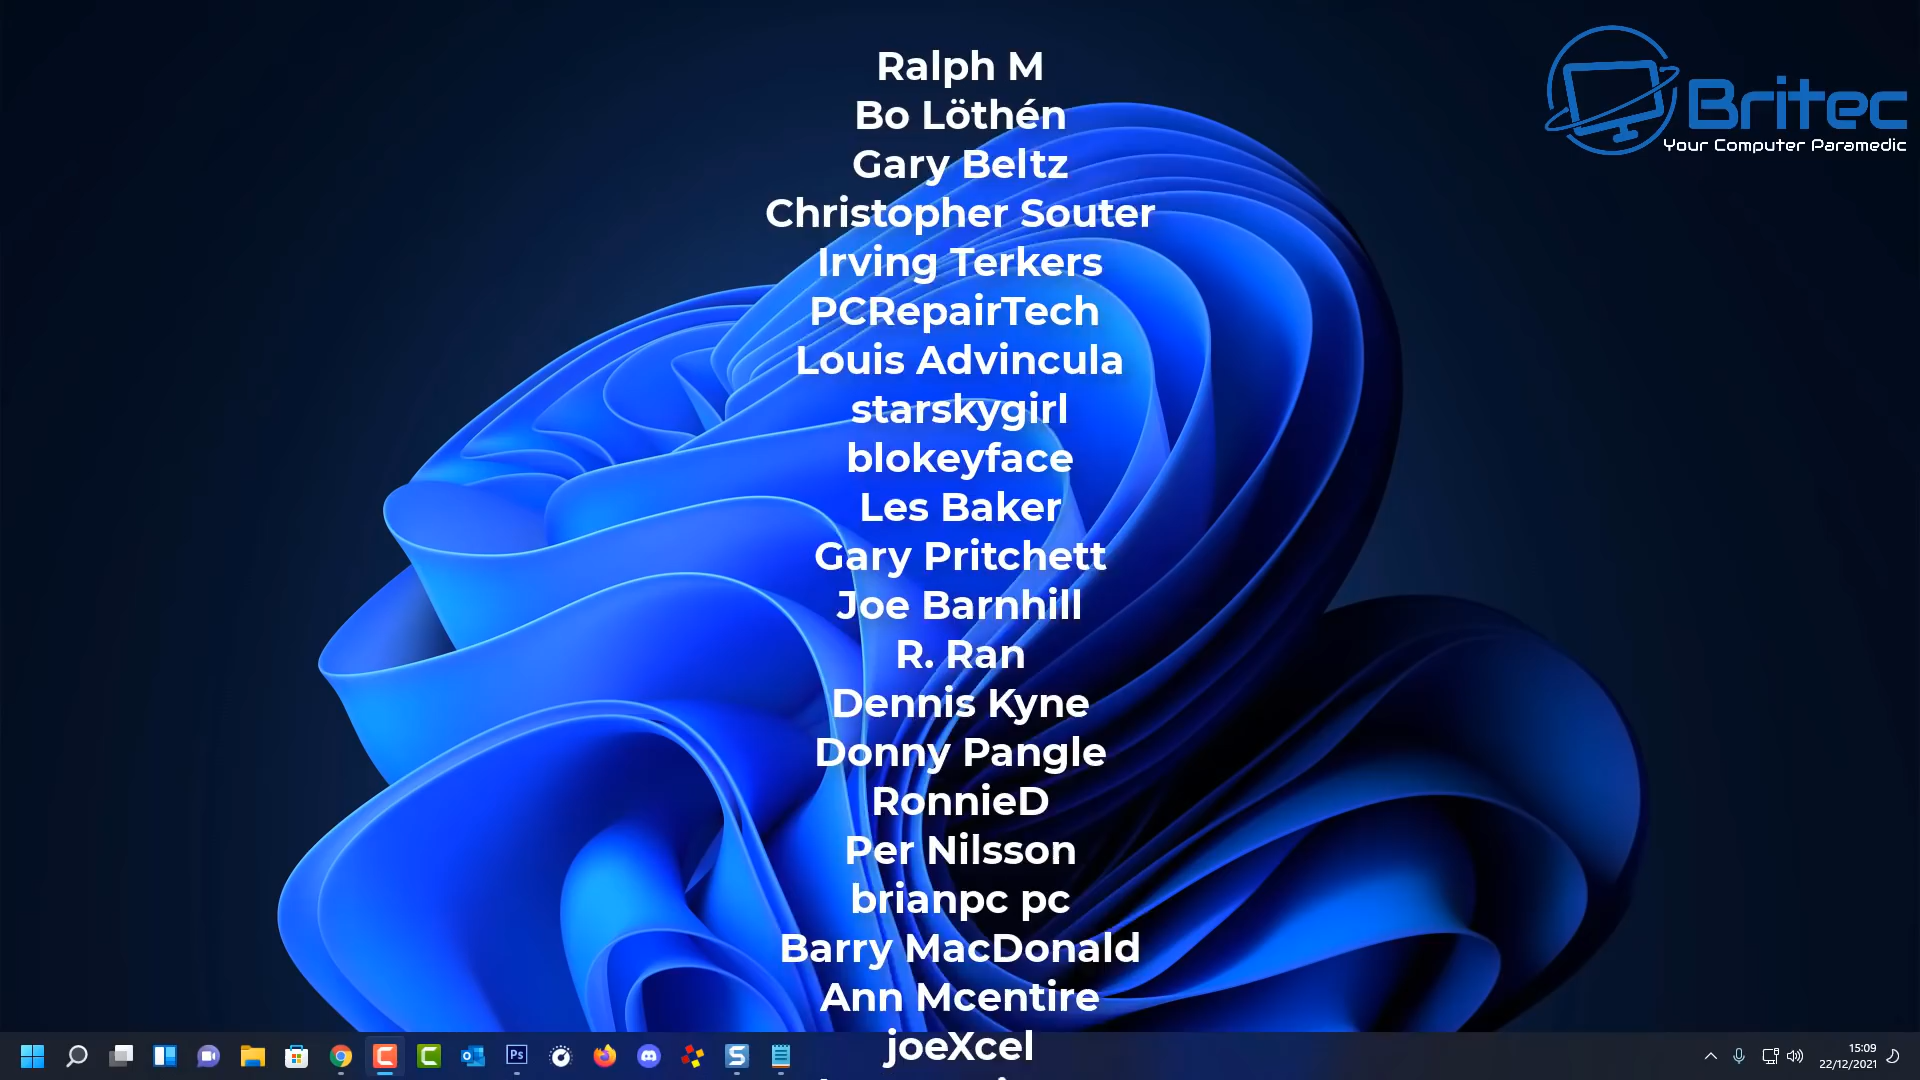 Ralph M
Bo Löthén
Gary Beltz
Christopher Souter
Irving Terkers
PCRepairTech
Louis Advincula
starskygirl
blokeyface
Les Baker
Gary Pritchett
Joe Barnhill
R. Ran
Dennis Kyne
Donny Pangle
RonnieD
Per Nilsson
brianpc pc
Barry MacDonald
Ann Mcentire
joeXcel
Britec
Your Computer Paramedic
Ps
15:09
22/12/2021